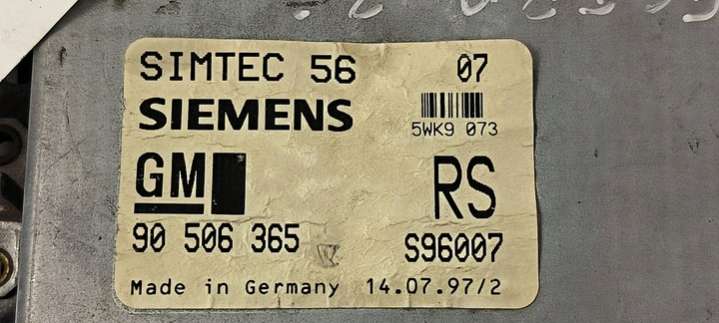 SIMTEC 56 07
SIEMENS
5WK9 073
GM RS
90 506 365 S96007
Made in Germany 14.07.97/2